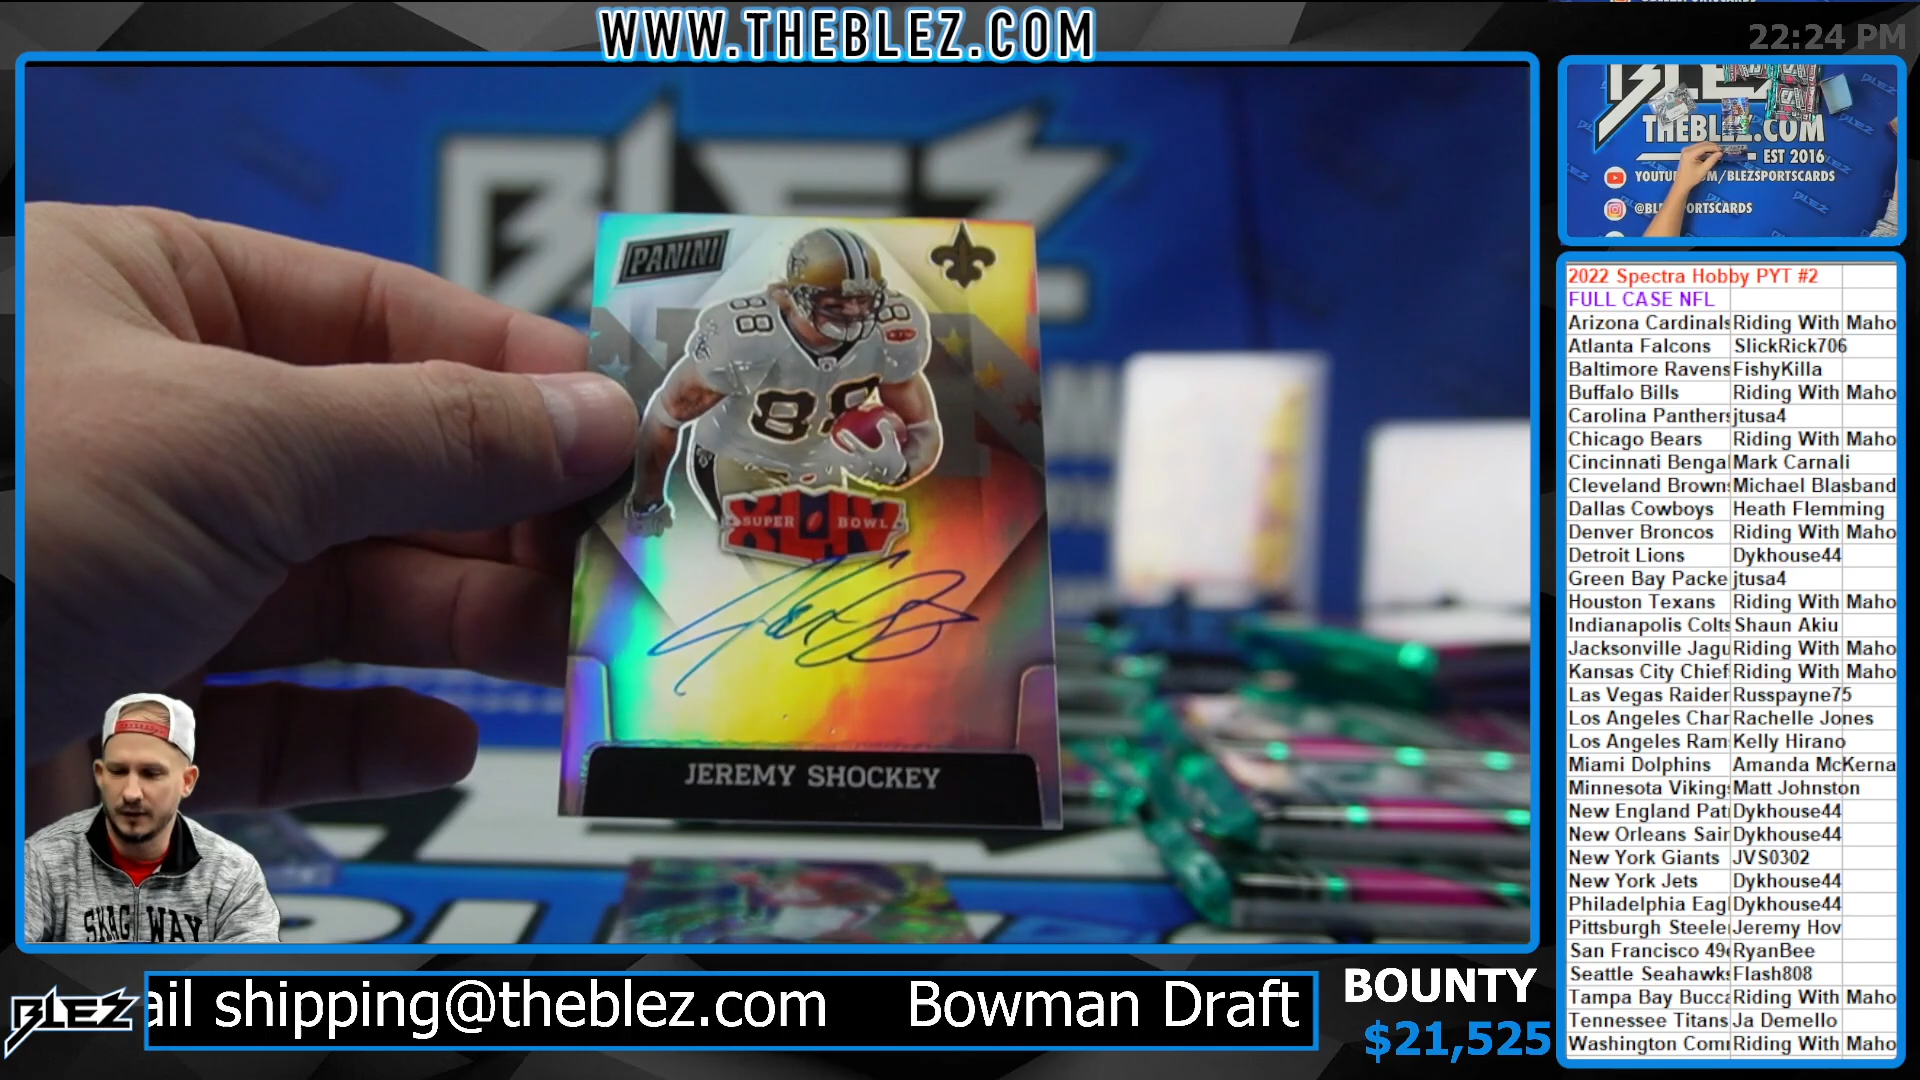 WWW.THEBLEZ.COM
22:24 PM
BLEZ
THEBLEZ.COM
EST 2016
2022 Spectra Hobby PYT #2
FULL CASE NFL
Arizona Cardinals Riding With Maho
Atlanta Falcons SlickRick706
Baltimore Ravens FishyKilla
Buffalo Bills Riding With Maho
Carolina Panthers jtusa4
Chicago Bears Riding With Maho
Cincinnati Bengal Mark Carnali
Cleveland Browns Michael Blasband
Dallas Cowboys Heath Flemming
Denver Broncos Riding With Maho
Detroit Lions Dykhouse44
Green Bay Packe jtusa4
Houston Texans Riding With Maho
Indianapolis Colts Shaun Akiu
Jacksonville Jagu Riding With Maho
Kansas City Chief Riding With Maho
Las Vegas Raider Russpayne75
Los Angeles Char Rachelle Jones
Los Angeles Ram Kelly Hirano
Miami Dolphins Amanda McKerna
Minnesota Viking Matt Johnston
New England Pat Dykhouse44
New Orleans Sain Dykhouse44
New York Giants JVS0302
New York Jets Dykhouse44
Philadelphia Eagl Dykhouse44
Pittsburgh Steele Jeremy Hov
San Francisco 49 RyanBee
Seattle Seahawks Flash808
Tampa Bay Bucca Riding With Maho
Tennessee Titans Ja Demello
Washington Com Riding With Maho
PANINI
88
88
SUPER BOWL
XLIV
JEREMY SHOCKEY
SKAGWAY
BLEZ
ail shipping@theblez.com Bowman Draft
BOUNTY
$21,525